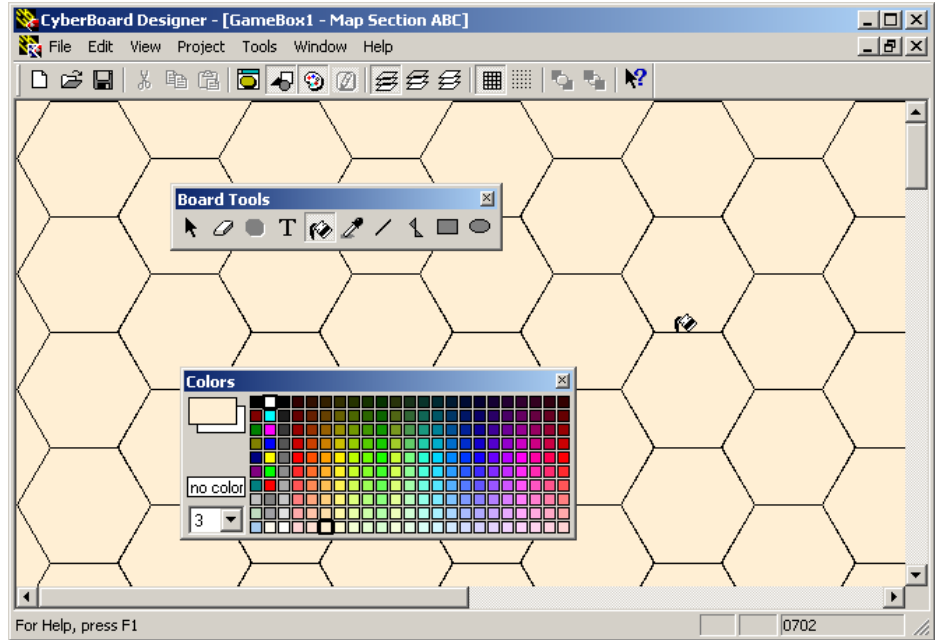 CyberBoard Designer - [GameBox1 - Map Section ABC]
File Edit View Project Tools Window Help
Board Tools
T
Colors
no color
3
For Help, press F1
0702